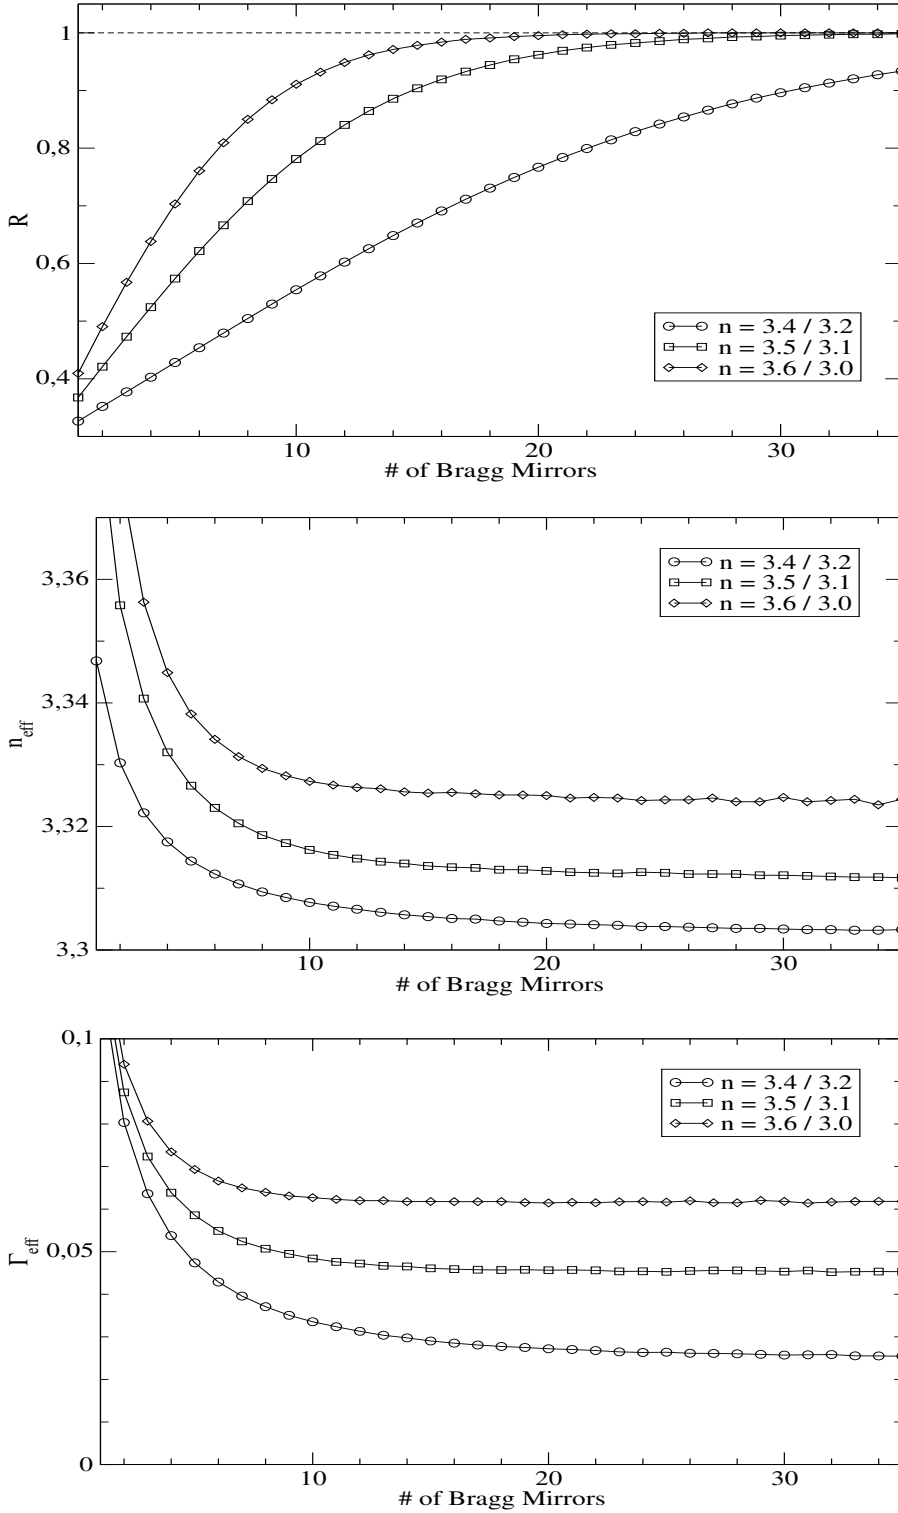 1
0,8
0,6
0,4
R
n = 3.4 / 3.2
n = 3.5 / 3.1
n = 3.6 / 3.0
10
20
30
# of Bragg Mirrors
3,36
3,34
3,32
3,3
n_eff
n = 3.4 / 3.2
n = 3.5 / 3.1
n = 3.6 / 3.0
10
20
30
# of Bragg Mirrors
0,1
0,05
0
Γ_eff
n = 3.4 / 3.2
n = 3.5 / 3.1
n = 3.6 / 3.0
10
20
30
# of Bragg Mirrors